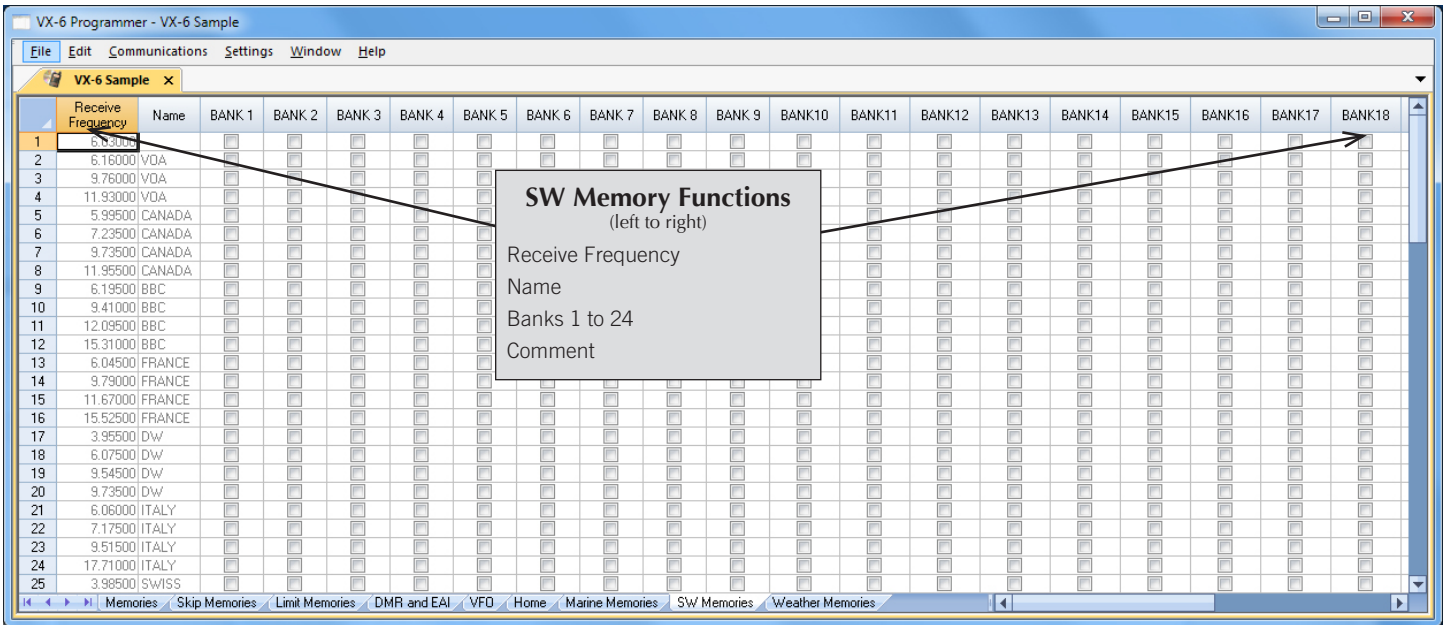 VX-6 Programmer - VX-6 Sample
File Edit Communications Settings Window Help
VX-6 Sample X
Receive Frequency Name BANK 1 BANK 2 BANK 3 BANK 4 BANK 5 BANK 6 BANK 7 BANK 8 BANK 9 BANK10 BANK11 BANK12 BANK13 BANK14 BANK15 BANK16 BANK17 BANK18
1 6.03000
2 6.16000 VOA
3 9.76000 VOA
4 11.93000 VOA
5 5.99500 CANADA
6 7.23500 CANADA
7 9.73500 CANADA
8 11.95500 CANADA
9 6.19500 BBC
10 9.41000 BBC
11 12.09500 BBC
12 15.31000 BBC
13 6.04500 FRANCE
14 9.79000 FRANCE
15 11.67000 FRANCE
16 15.52500 FRANCE
17 3.95500 DW
18 6.07500 DW
19 9.54500 DW
20 9.73500 DW
21 6.06000 ITALY
22 7.17500 ITALY
23 9.51500 ITALY
24 17.71000 ITALY
25 3.98500 SWISS
SW Memory Functions
(left to right)
Receive Frequency
Name
Banks 1 to 24
Comment
Memories Skip Memories Limit Memories DMR and EAI VFO Home Marine Memories SW Memories Weather Memories